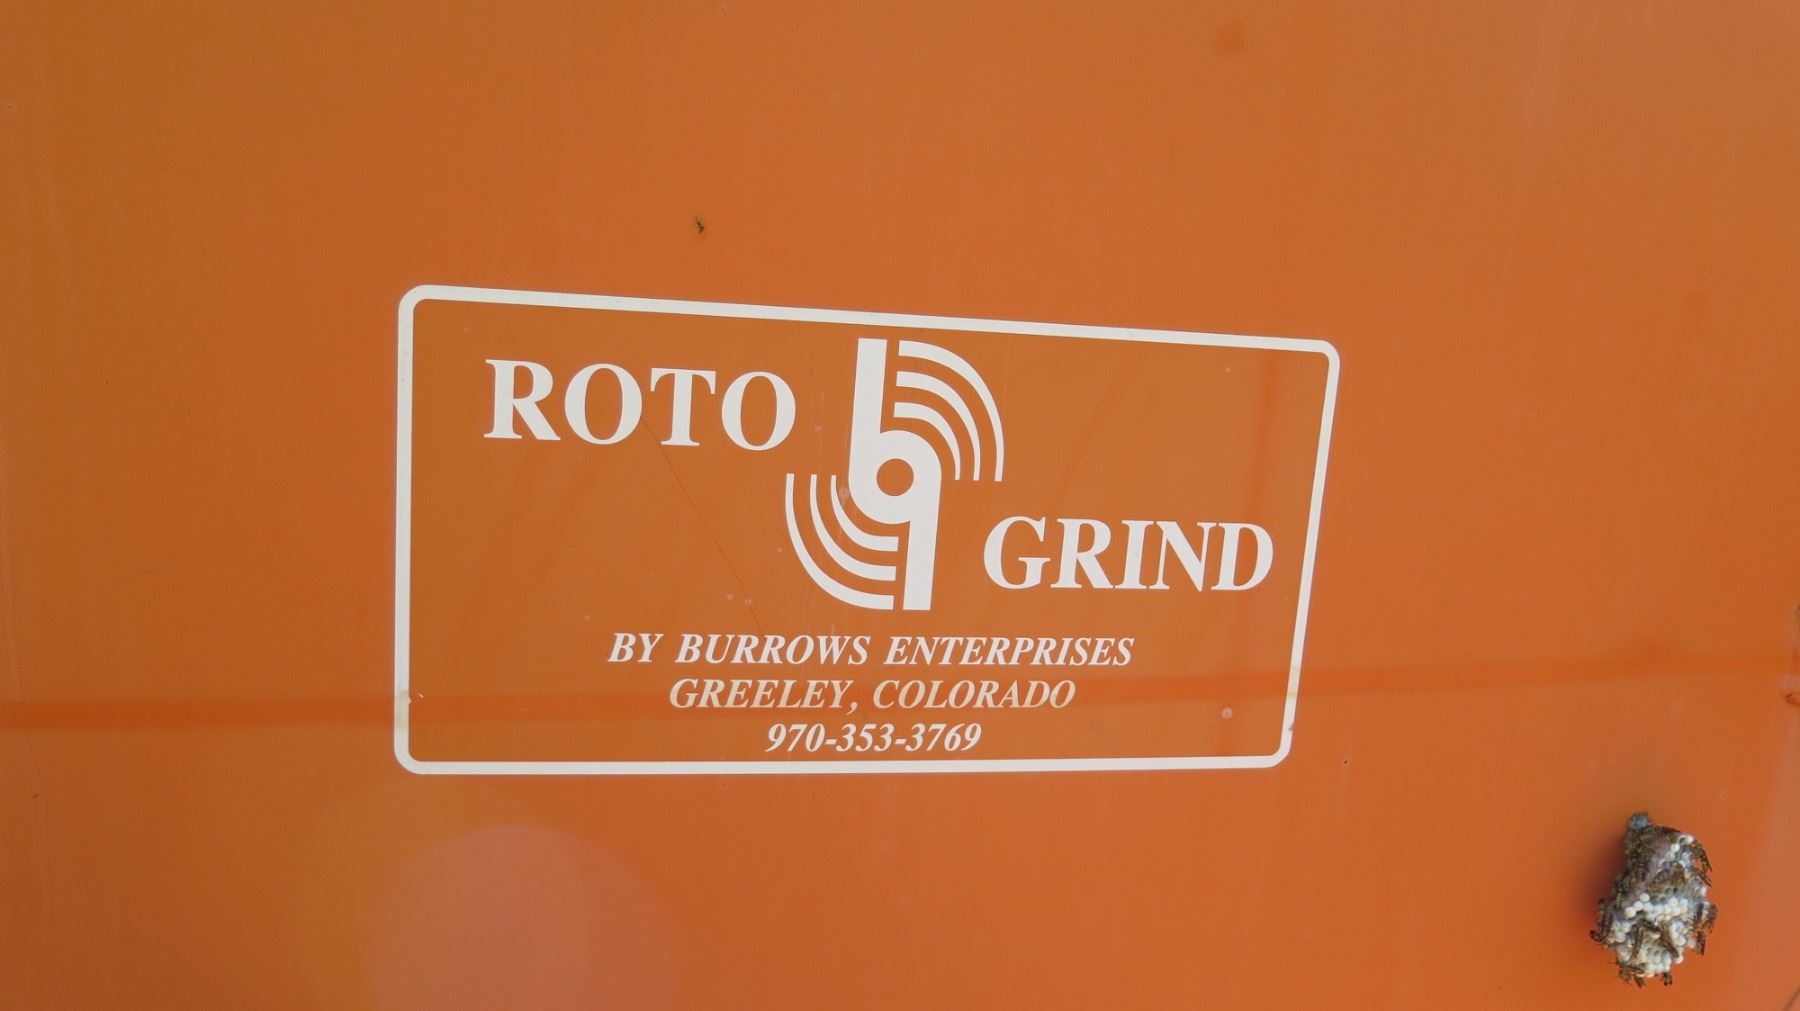 ROTO
GRIND
BY BURROWS ENTERPRISES
GREELEY, COLORADO
970-353-3769